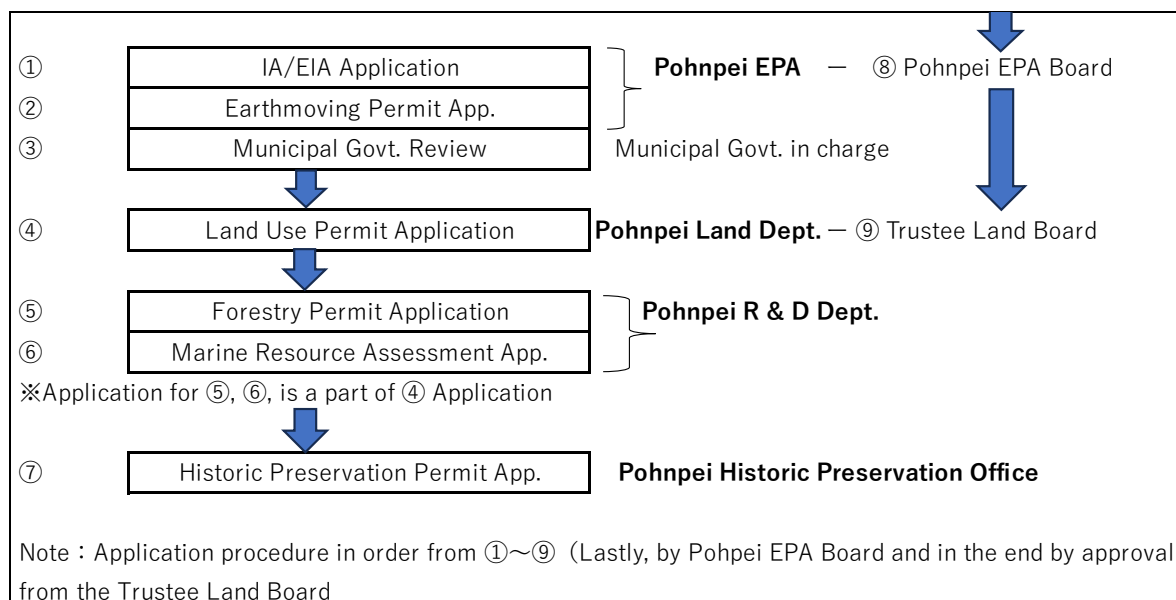 ① IA/EIA Application Pohnpei EPA － ⑧ Pohnpei EPA Board
② Earthmoving Permit App.
③ Municipal Govt. Review Municipal Govt. in charge
④ Land Use Permit Application Pohnpei Land Dept.－ ⑨ Trustee Land Board
⑤ Forestry Permit Application Pohnpei R & D Dept.
⑥ Marine Resource Assessment App.
※Application for ⑤, ⑥, is a part of ④ Application
⑦ Historic Preservation Permit App. Pohnpei Historic Preservation Office
Note：Application procedure in order from ①～⑨（Lastly, by Pohpei EPA Board and in the end by approval
from the Trustee Land Board